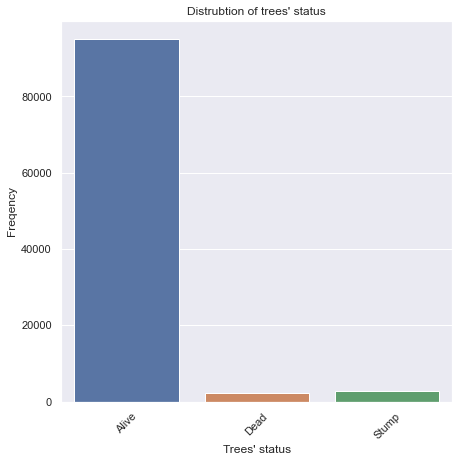 Distrubtion of trees' status
80000
60000
40000
20000
0
Freqency
Alive
Dead
Stump
Trees' status